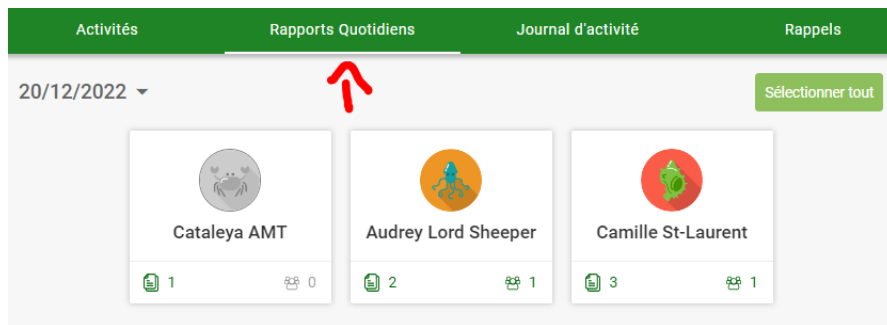 Activités Rapports Quotidiens Journal d'activité Rappels
20/12/2022 Sélectionner tout
Cataleya AMT Audrey Lord Sheeper Camille St-Laurent
1 0 2 1 3 1